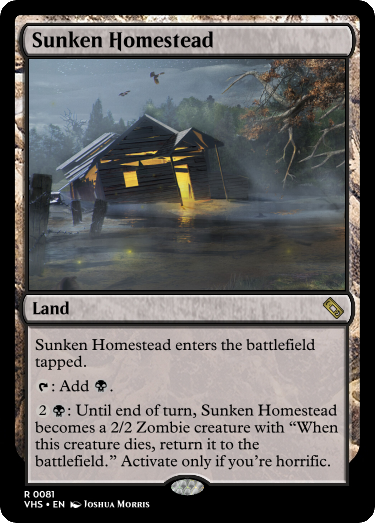 Sunken Homestead
Land
Sunken Homestead enters the battlefield
tapped.
: Add .
2 : Until end of turn, Sunken Homestead
becomes a 2/2 Zombie creature with “When
this creature dies, return it to the
battlefield.” Activate only if you’re horrific.
R 0081
VHS • EN Joshua Morris